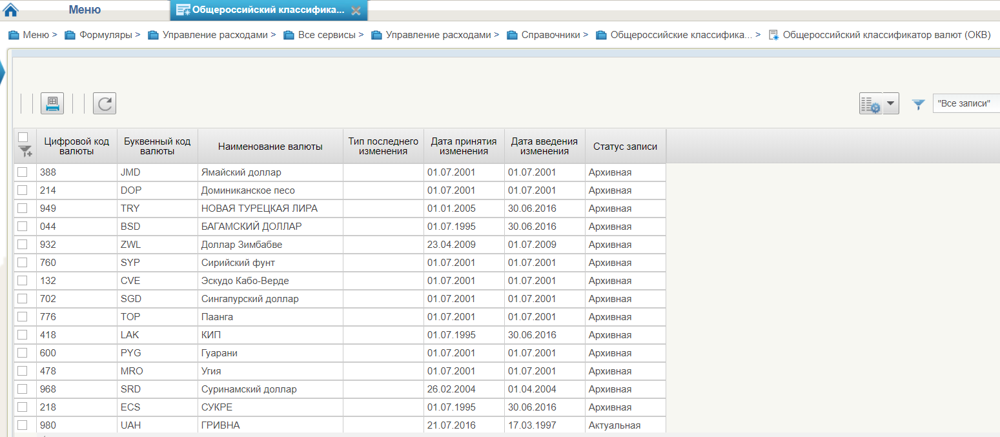 Меню
Общероссийский классифика...
Меню > Формуляры > Управление расходами > Все сервисы > Управление расходами > Справочники > Общероссийские классифика... > Общероссийский классификатор валют (ОКВ)
"Все записи"
Цифровой код валюты Буквенный код валюты Наименование валюты Тип последнего изменения Дата принятия изменения Дата введения изменения Статус записи
388 JMD Ямайский доллар 01.07.2001 01.07.2001 Архивная
214 DOP Доминиканское песо 01.07.2001 01.07.2001 Архивная
949 TRY НОВАЯ ТУРЕЦКАЯ ЛИРА 01.01.2005 30.06.2016 Архивная
044 BSD БАГАМСКИЙ ДОЛЛАР 01.07.1995 30.06.2016 Архивная
932 ZWL Доллар Зимбабве 23.04.2009 01.07.2009 Архивная
760 SYP Сирийский фунт 01.07.2001 01.07.2001 Архивная
132 CVE Эскудо Кабо-Верде 01.07.2001 01.07.2001 Архивная
702 SGD Сингапурский доллар 01.07.2001 01.07.2001 Архивная
776 TOP Паанга 01.07.2001 01.07.2001 Архивная
418 LAK КИП 01.07.1995 30.06.2016 Архивная
600 PYG Гуарани 01.07.2001 01.07.2001 Архивная
478 MRO Угия 01.07.2001 01.07.2001 Архивная
968 SRD Суринамский доллар 26.02.2004 01.04.2004 Архивная
218 ECS СУКРЕ 01.07.1995 30.06.2016 Архивная
980 UAH ГРИВНА 21.07.2016 17.03.1997 Актуальная